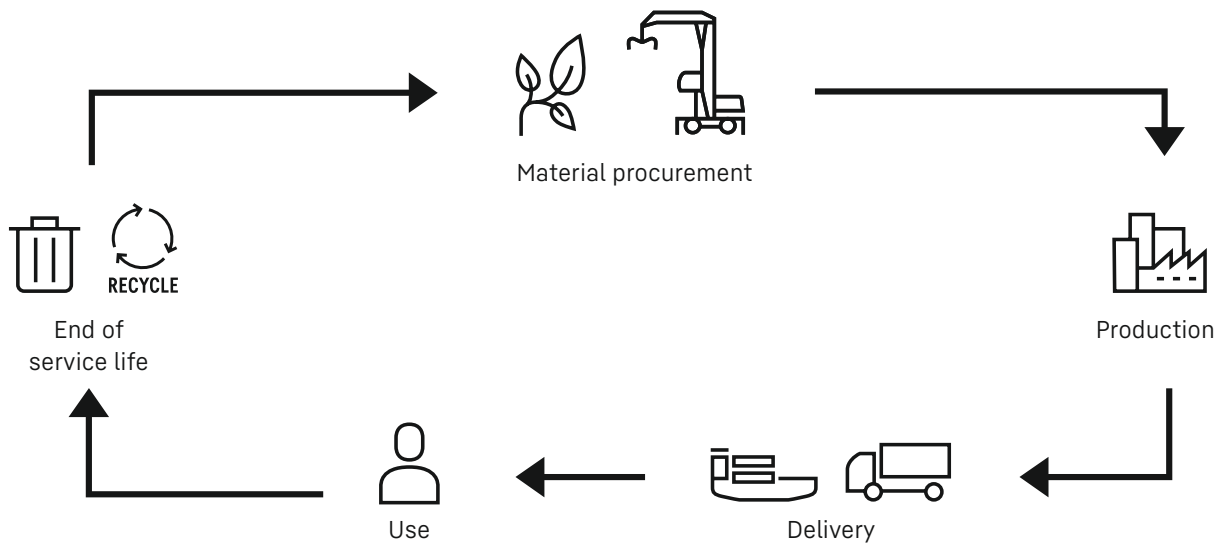 Material procurement
RECYCLE
End of
service life
Production
Use
Delivery